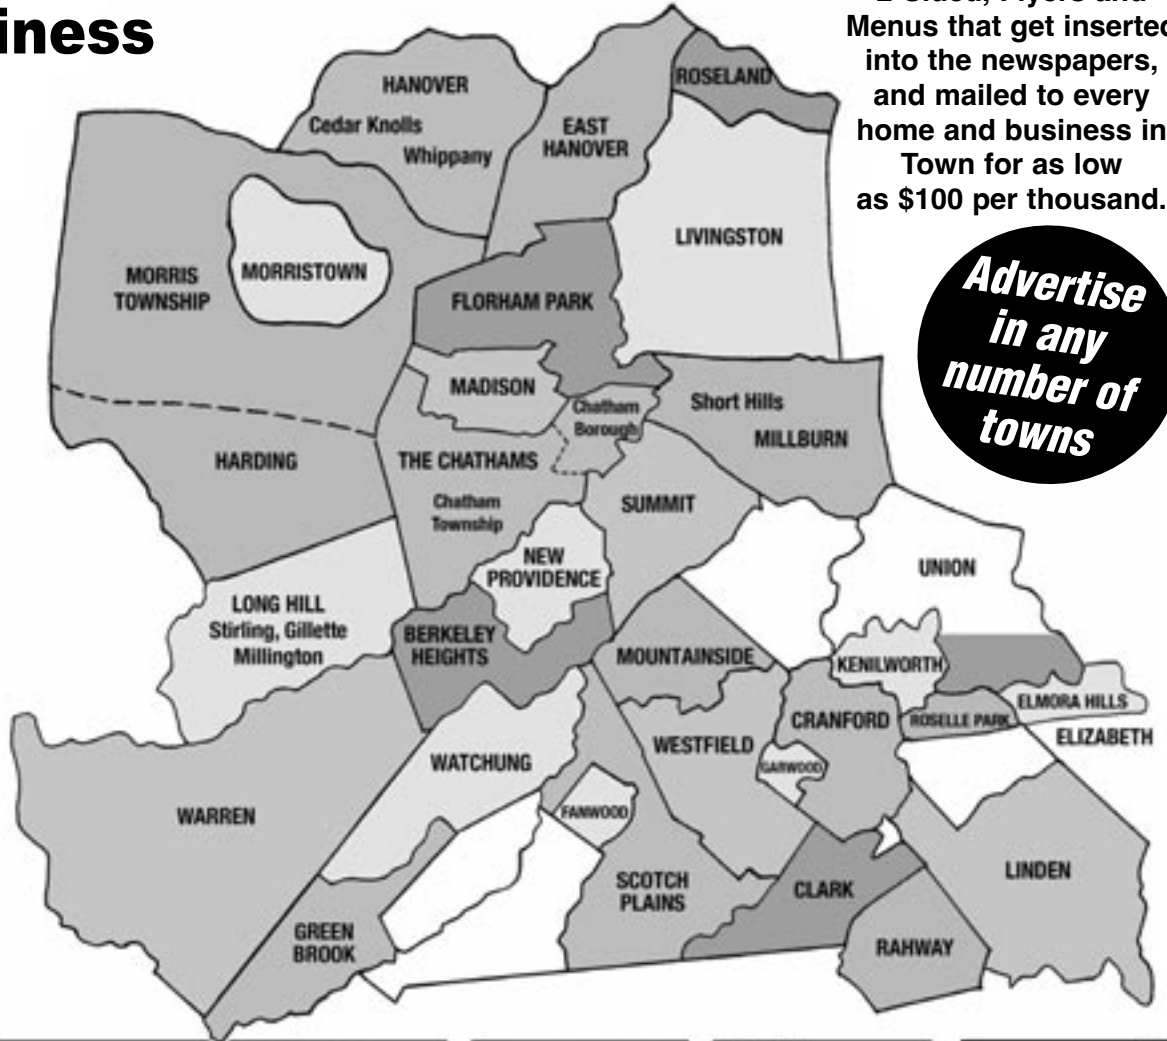 iness
Menus that get inserted
into the newspapers,
and mailed to every
home and business in
Town for as low
as $100 per thousand.
Advertise
in any
number of
towns
HANOVER
Cedar Knolls
Whippany
EAST
HANOVER
ROSELAND
LIVINGSTON
MORRIS
TOWNSHIP
MORRISTOWN
FLORHAM PARK
MADISON
Chatham
Borough
Short Hills
MILLBURN
HARDING
THE CHATHAMS
Chatham
Township
SUMMIT
NEW
PROVIDENCE
UNION
LONG HILL
Stirling, Gillette
Millington
BERKELEY
HEIGHTS
MOUNTAINSIDE
KENILWORTH
ELMORA HILLS
ROSELLE PARK
ELIZABETH
CRANFORD
WESTFIELD
GARWOOD
WATCHUNG
WARREN
FANWOOD
SCOTCH
PLAINS
CLARK
LINDEN
GREEN
BROOK
RAHWAY